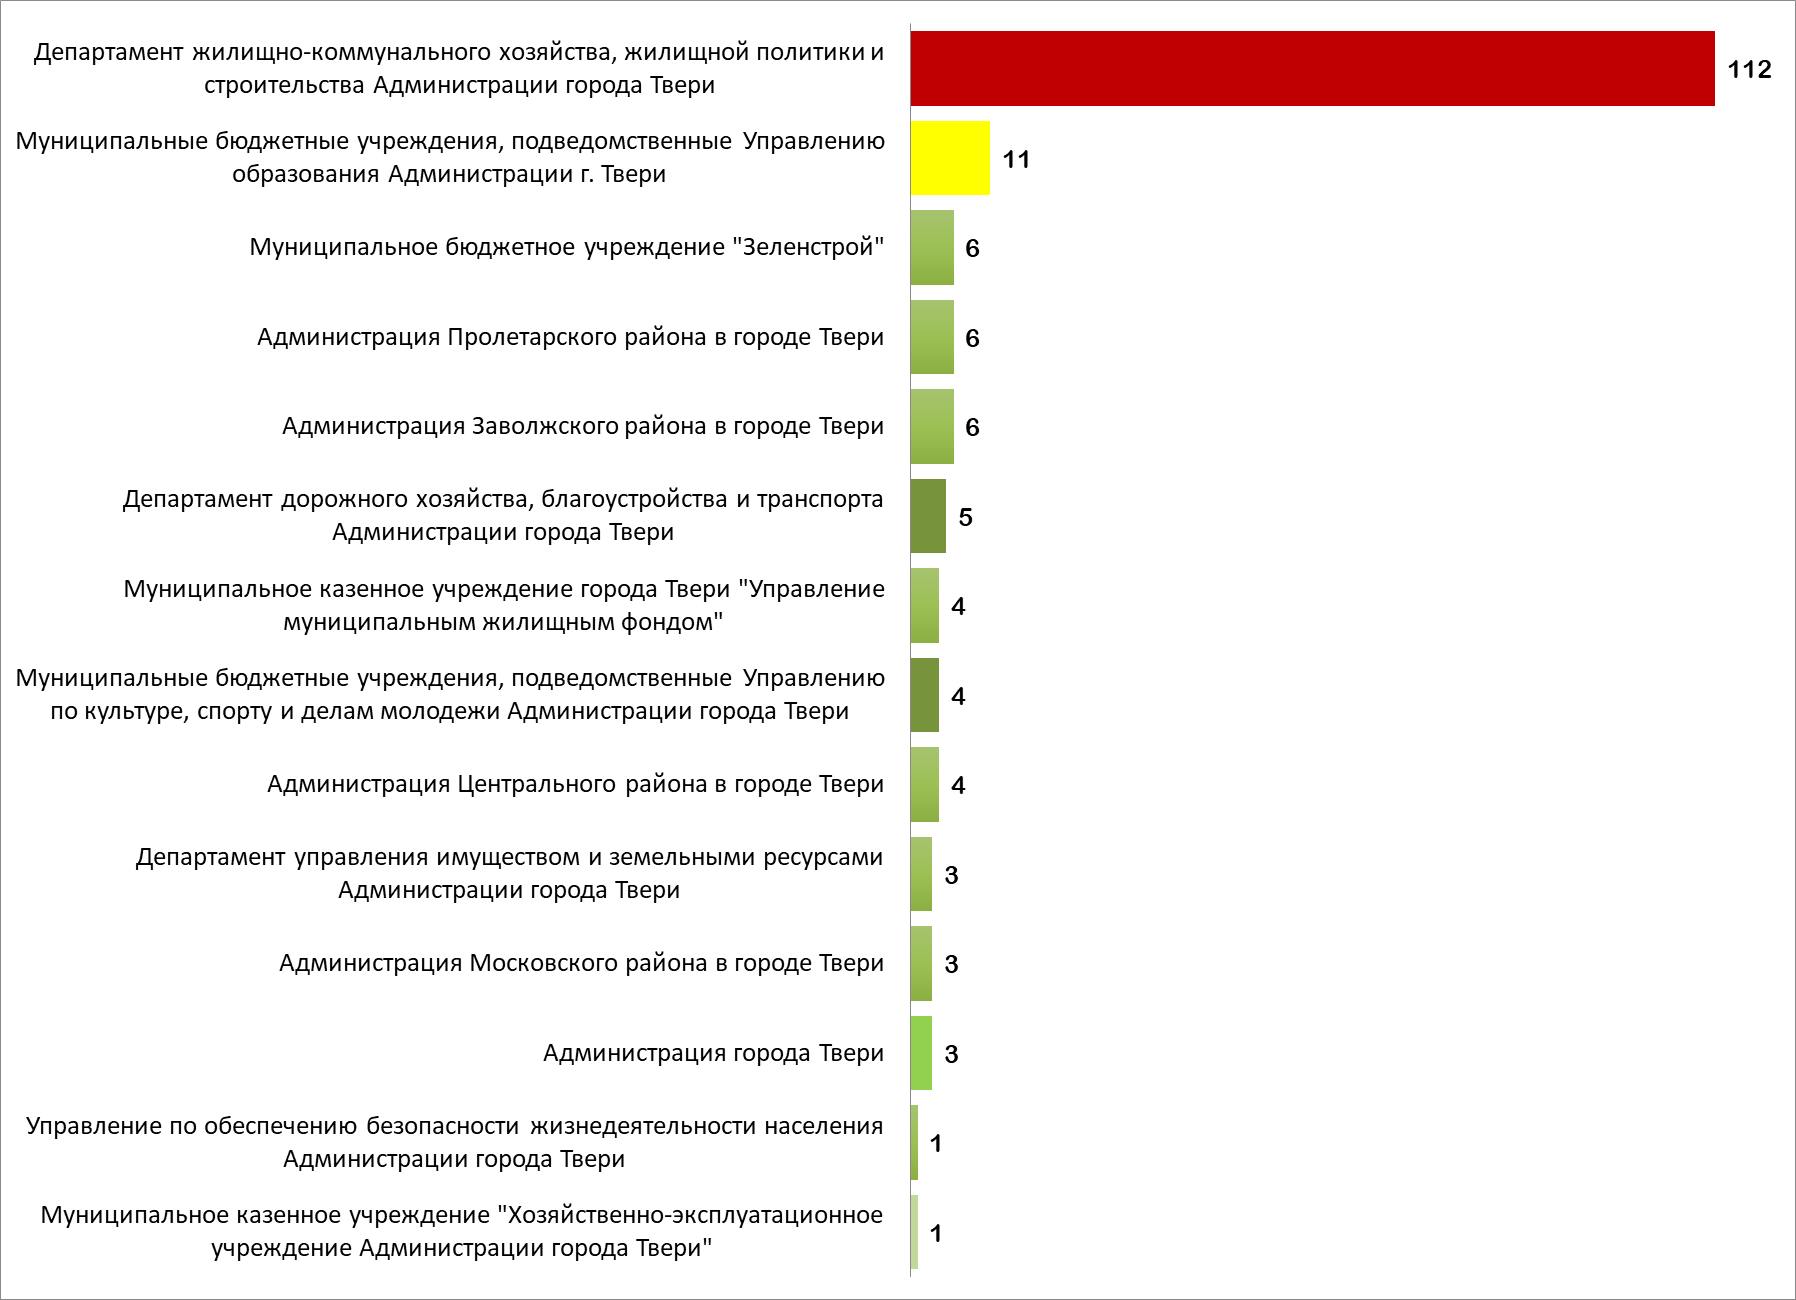 Департамент жилищно-коммунального хозяйства, жилищной политики и
строительства Администрации города Твери
112
Муниципальные бюджетные учреждения, подведомственные Управлению
образования Администрации г. Твери
11
Муниципальное бюджетное учреждение "Зеленстрой"
6
Администрация Пролетарского района в городе Твери
6
Администрация Заволжского района в городе Твери
6
Департамент дорожного хозяйства, благоустройства и транспорта
Администрации города Твери
5
Муниципальное казенное учреждение города Твери "Управление
муниципальным жилищным фондом"
4
Муниципальные бюджетные учреждения, подведомственные Управлению
по культуре, спорту и делам молодежи Администрации города Твери
4
Администрация Центрального района в городе Твери
4
Департамент управления имуществом и земельными ресурсами
Администрации города Твери
3
Администрация Московского района в городе Твери
3
Администрация города Твери
3
Управление по обеспечению безопасности жизнедеятельности населения
Администрации города Твери
1
Муниципальное казенное учреждение "Хозяйственно-эксплуатационное
учреждение Администрации города Твери"
1